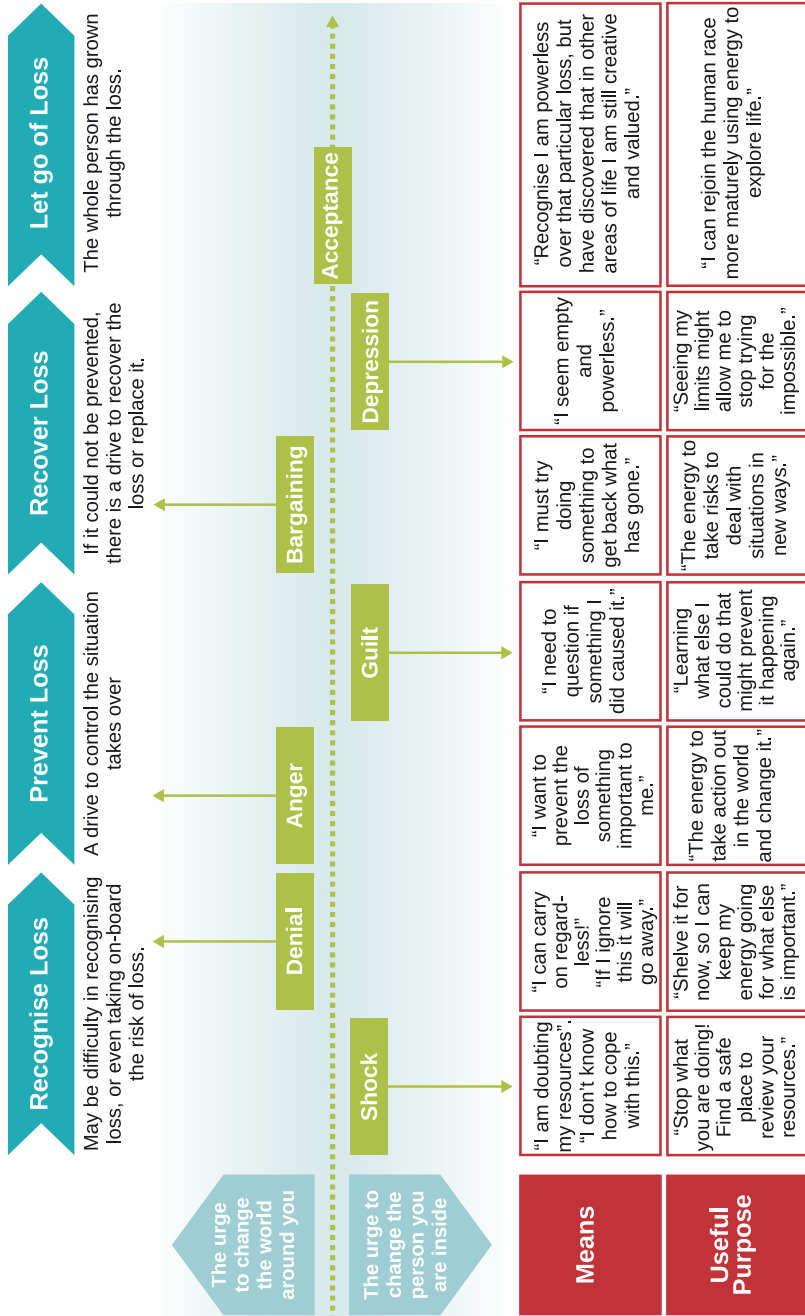 Recognise Loss
May be difficulty in recognising
loss, or even taking on-board
the risk of loss.
Prevent Loss
A drive to control the situation
takes over
Recover Loss
If it could not be prevented,
there is a drive to recover the
loss or replace it.
Let go of Loss
The whole person has grown
through the loss.
The urge
to change
the world
around you
Denial
Anger
Bargaining
Acceptance
The urge to
change the
person you
are inside
Shock
Guilt
Depression
Means
“I am doubting
my resources”.
“I don’t know
how to cope
with this.”
“I can carry
on regard-
less!”
“If I ignore
this it will
go away.”
“I want to
prevent the
loss of
something
important to
me.”
“I need to
question if
something I
did caused it.”
“I must try
doing
something to
get back what
has gone.”
“I seem empty
and
powerless.”
“Recognise I am powerless
over that particular loss, but
have discovered that in other
areas of life I am still creative
and valued.”
Useful
Purpose
“Stop what
you are doing!
Find a safe
place to
review your
resources.”
“Shelve it for
now, so I can
keep my
energy going
for what else
is important.”
“The energy to
take action out
in the world
and change it.”
“Learning
what else I
could do that
might prevent
it happening
again.”
“The energy to
take risks to
deal with
situations in
new ways.”
“Seeing my
limits might
allow me to
stop trying
for the
impossible.”
“I can rejoin the human race
more maturely using energy to
explore life.”